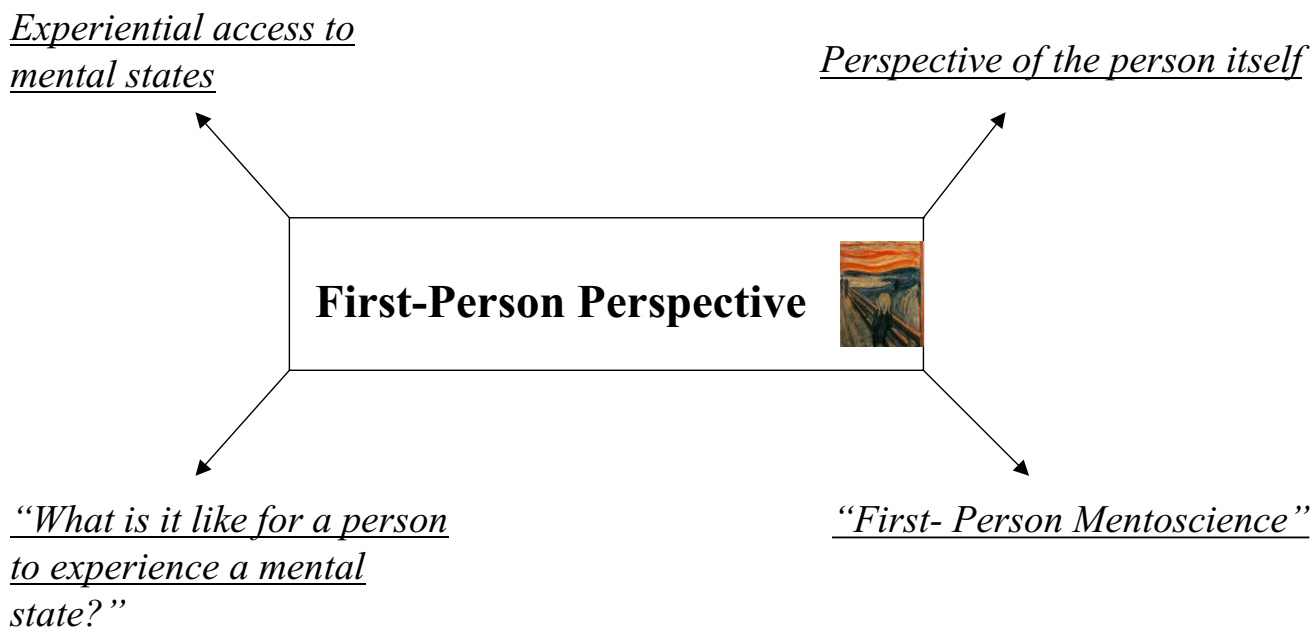 Experiential access to
mental states
Perspective of the person itself
First-Person Perspective
“What is it like for a person
to experience a mental
state?”
“First- Person Mentoscience”